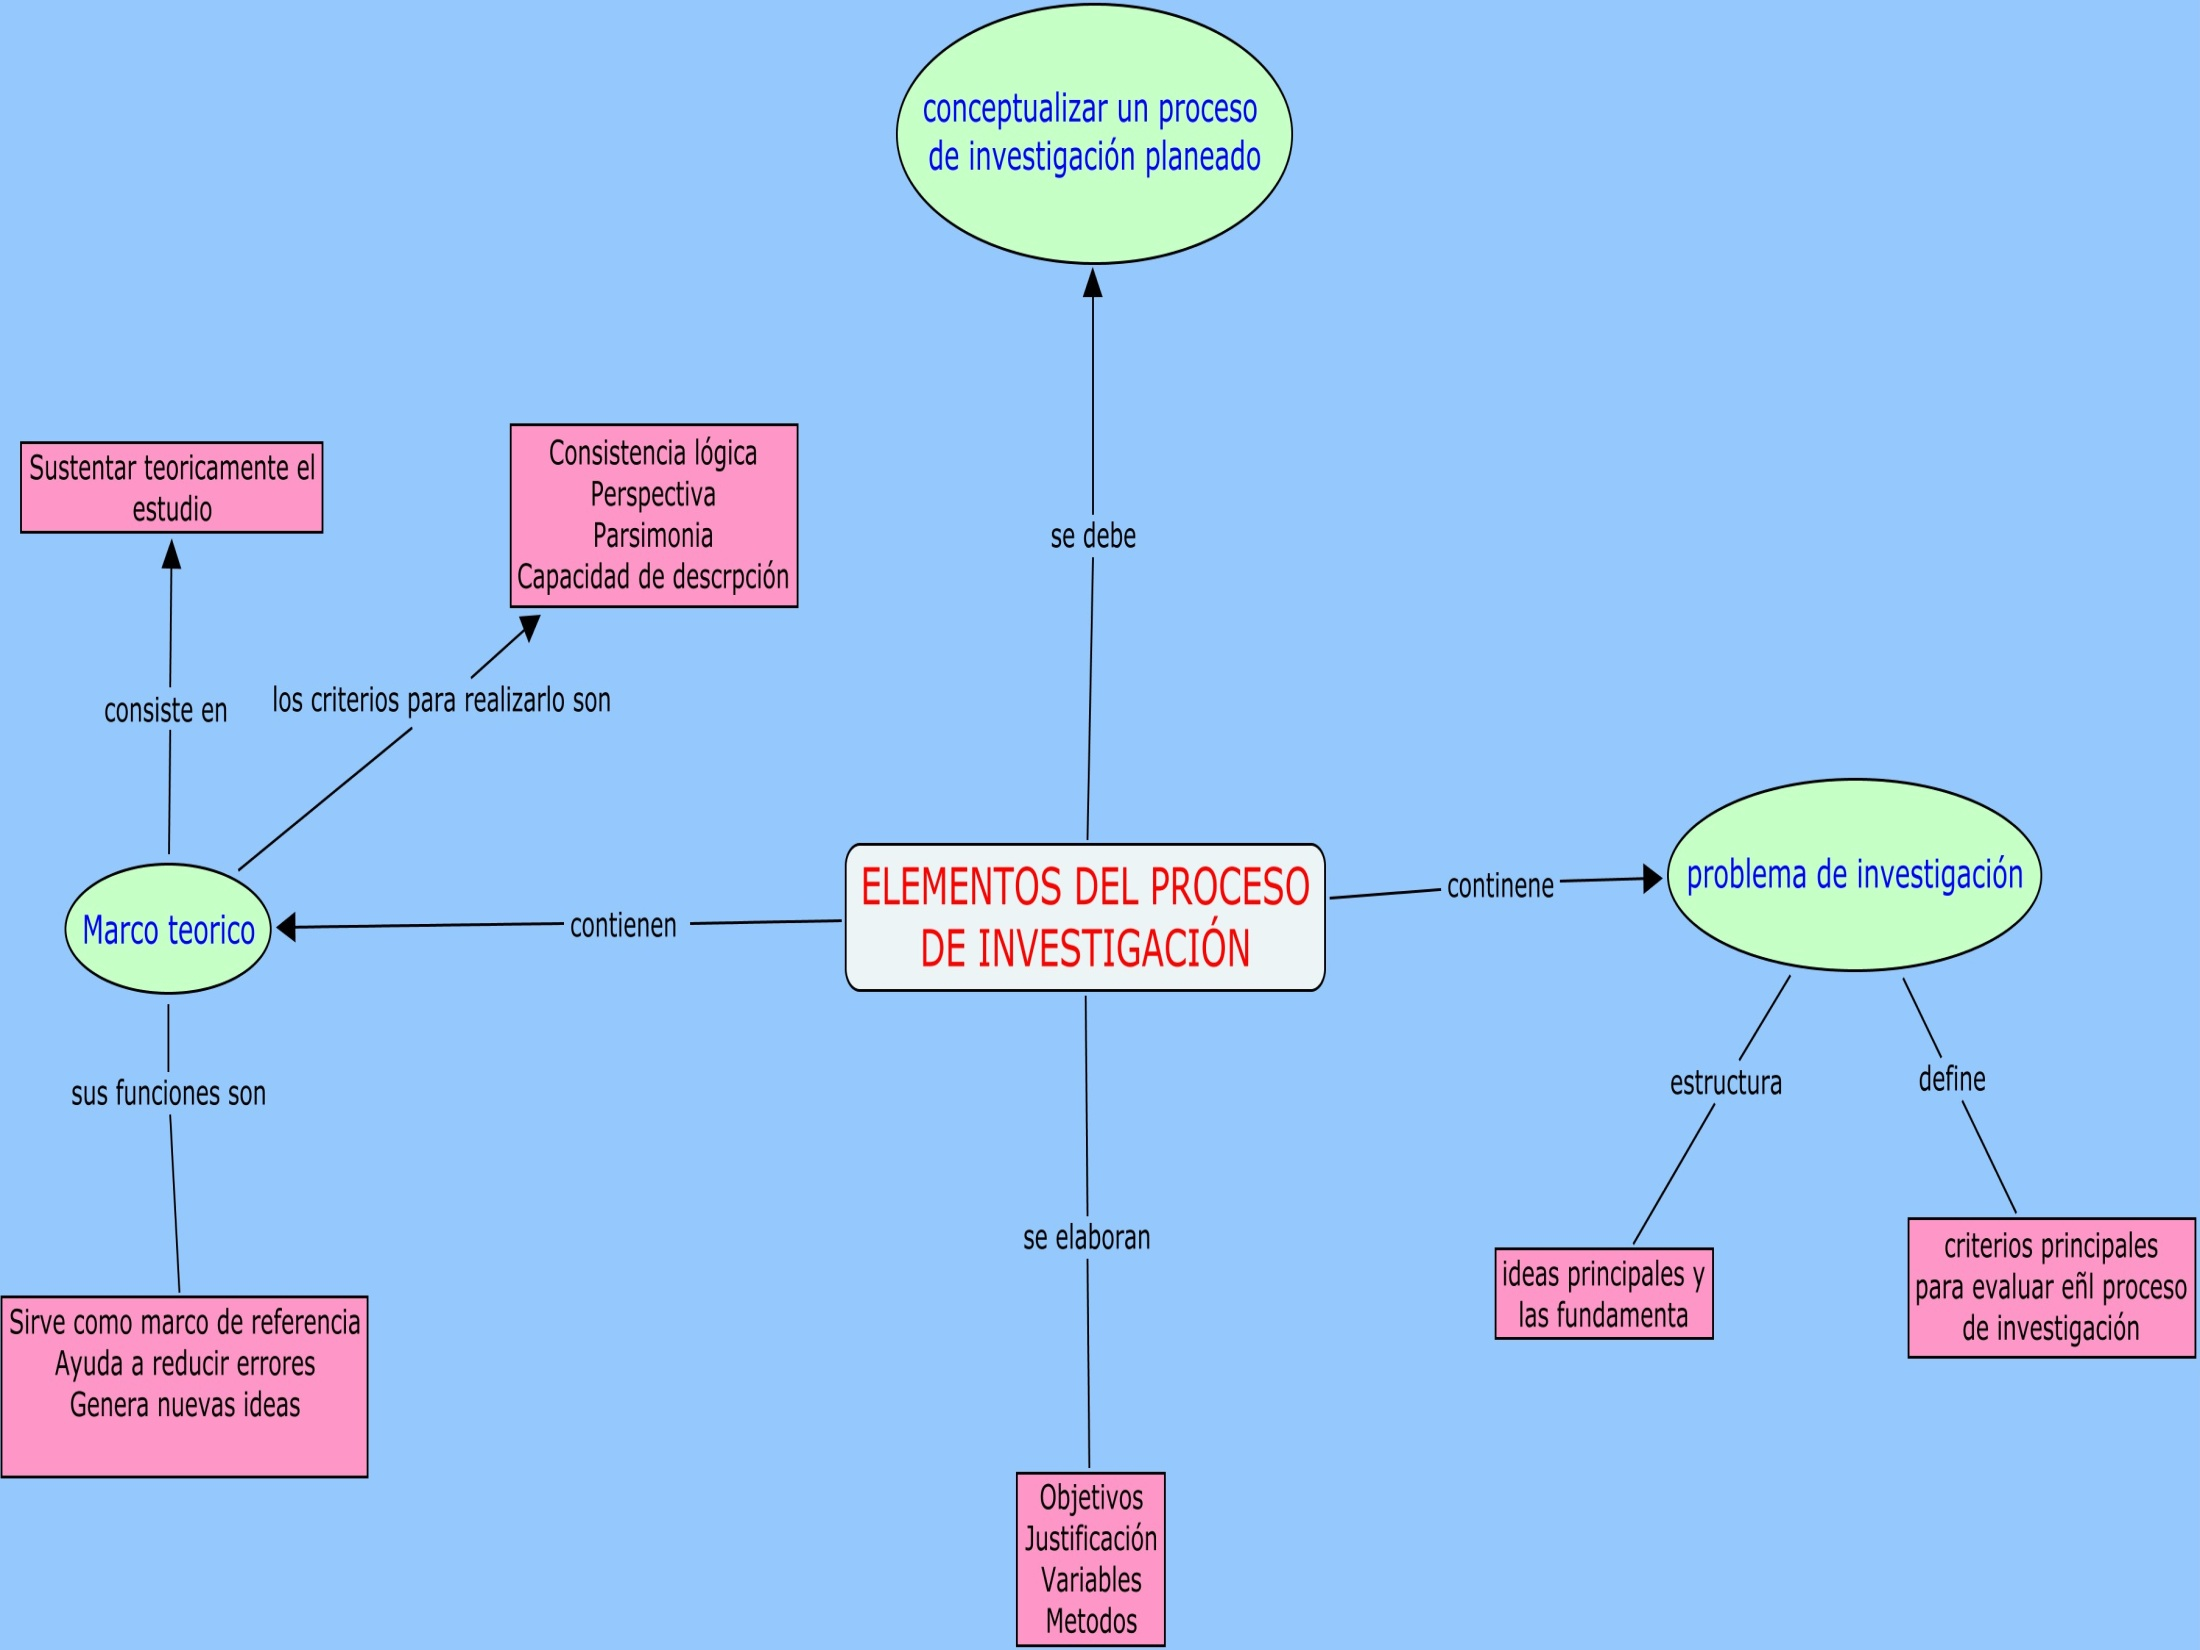 conceptualizar un proceso
de investigación planeado
Sustentar teoricamente el
estudio
Consistencia lógica
Perspectiva
Parsimonia
Capacidad de descrpción
se debe
consiste en
los criterios para realizarlo son
Marco teorico
contienen
ELEMENTOS DEL PROCESO
DE INVESTIGACIÓN
continene
problema de investigación
sus funciones son
estructura
define
se elaboran
ideas principales y
las fundamenta
criterios principales
para evaluar eñl proceso
de investigación
Sirve como marco de referencia
Ayuda a reducir errores
Genera nuevas ideas
Objetivos
Justificación
Variables
Metodos